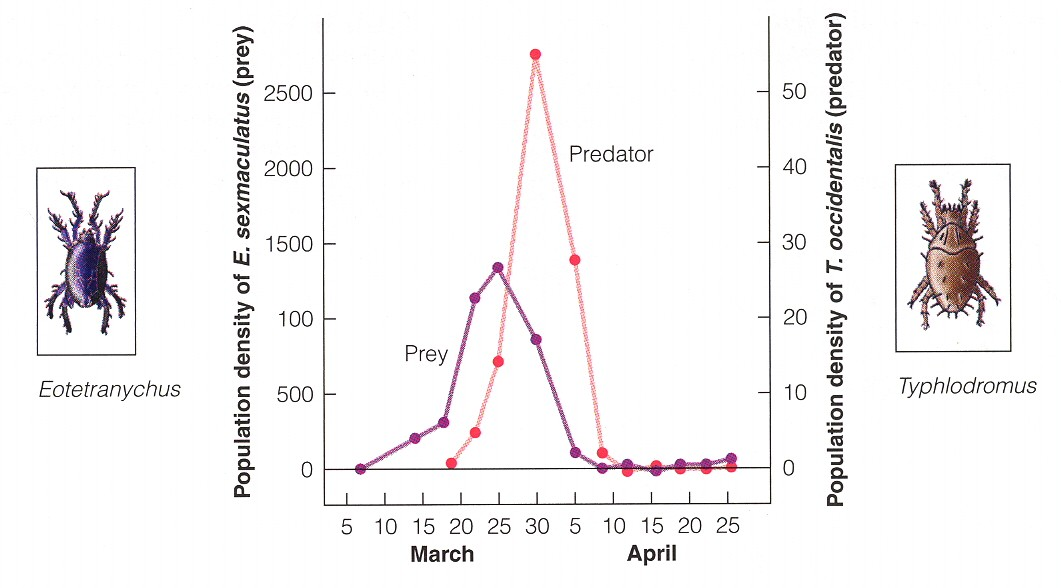 Population density of E. sexmaculatus (prey)
2500
2000
1500
100
500
0
Prey
Predator
50
40
30
20
10
0
Population density of T. occidentalis (predator)
Eotetranychus
Typhlodromus
5 10 15 20 25 30 5 10 15 20 25
March April